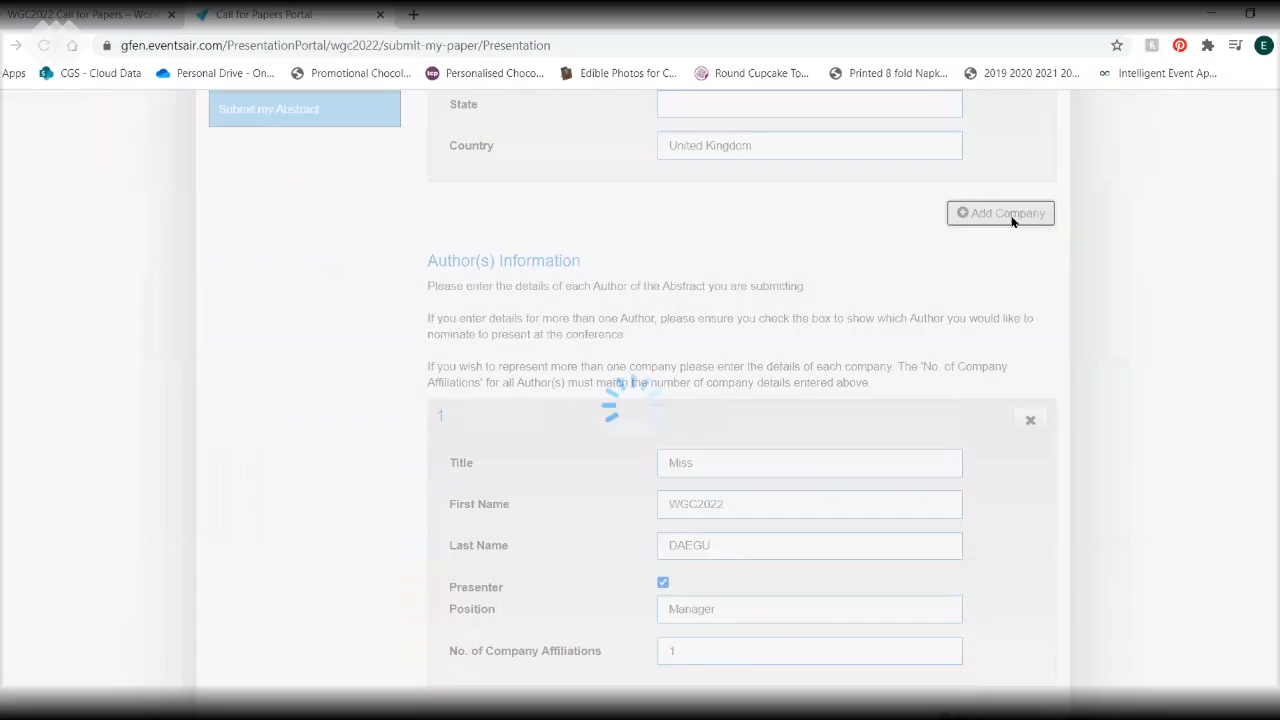 WGC2022 Call for Papers – Wor
Call for Papers Portal
gfen.eventsair.com/PresentationPortal/wgc2022/submit-my-paper/Presentation
E
Apps
CGS - Cloud Data
Personal Drive - On...
Promotional Chocol...
tcp
Personalised Choco...
Edible Photos for C...
Round Cupcake To...
Printed 8 fold Napk...
2019 2020 2021 20...
Intelligent Event Ap...
Submit my Abstract
State
Country
United Kingdom
Add Company
Author(s) Information
Please enter the details of each Author of the Abstract you are submitting.
If you enter details for more than one Author, please ensure you check the box to show which Author you would like to
nominate to present at the conference.
If you wish to represent more than one company please enter the details of each company. The 'No. of Company
Affiliations' for all Author(s) must match the number of company details entered above.
1
Title
Miss
First Name
WGC2022
Last Name
DAEGU
Presenter
Position
Manager
No. of Company Affiliations
1